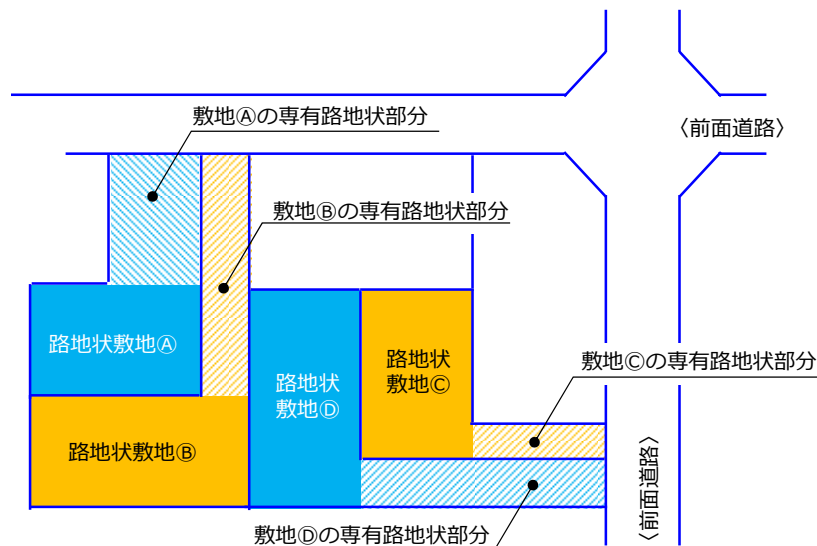 敷地Ⓐの専有路地状部分
〈前面道路〉
敷地Ⓑの専有路地状部分
路地状敷地Ⓐ
路地状
敷地Ⓓ
路地状
敷地Ⓒ
敷地Ⓒの専有路地状部分
路地状敷地Ⓑ
〈前面道路〉
敷地Ⓓの専有路地状部分